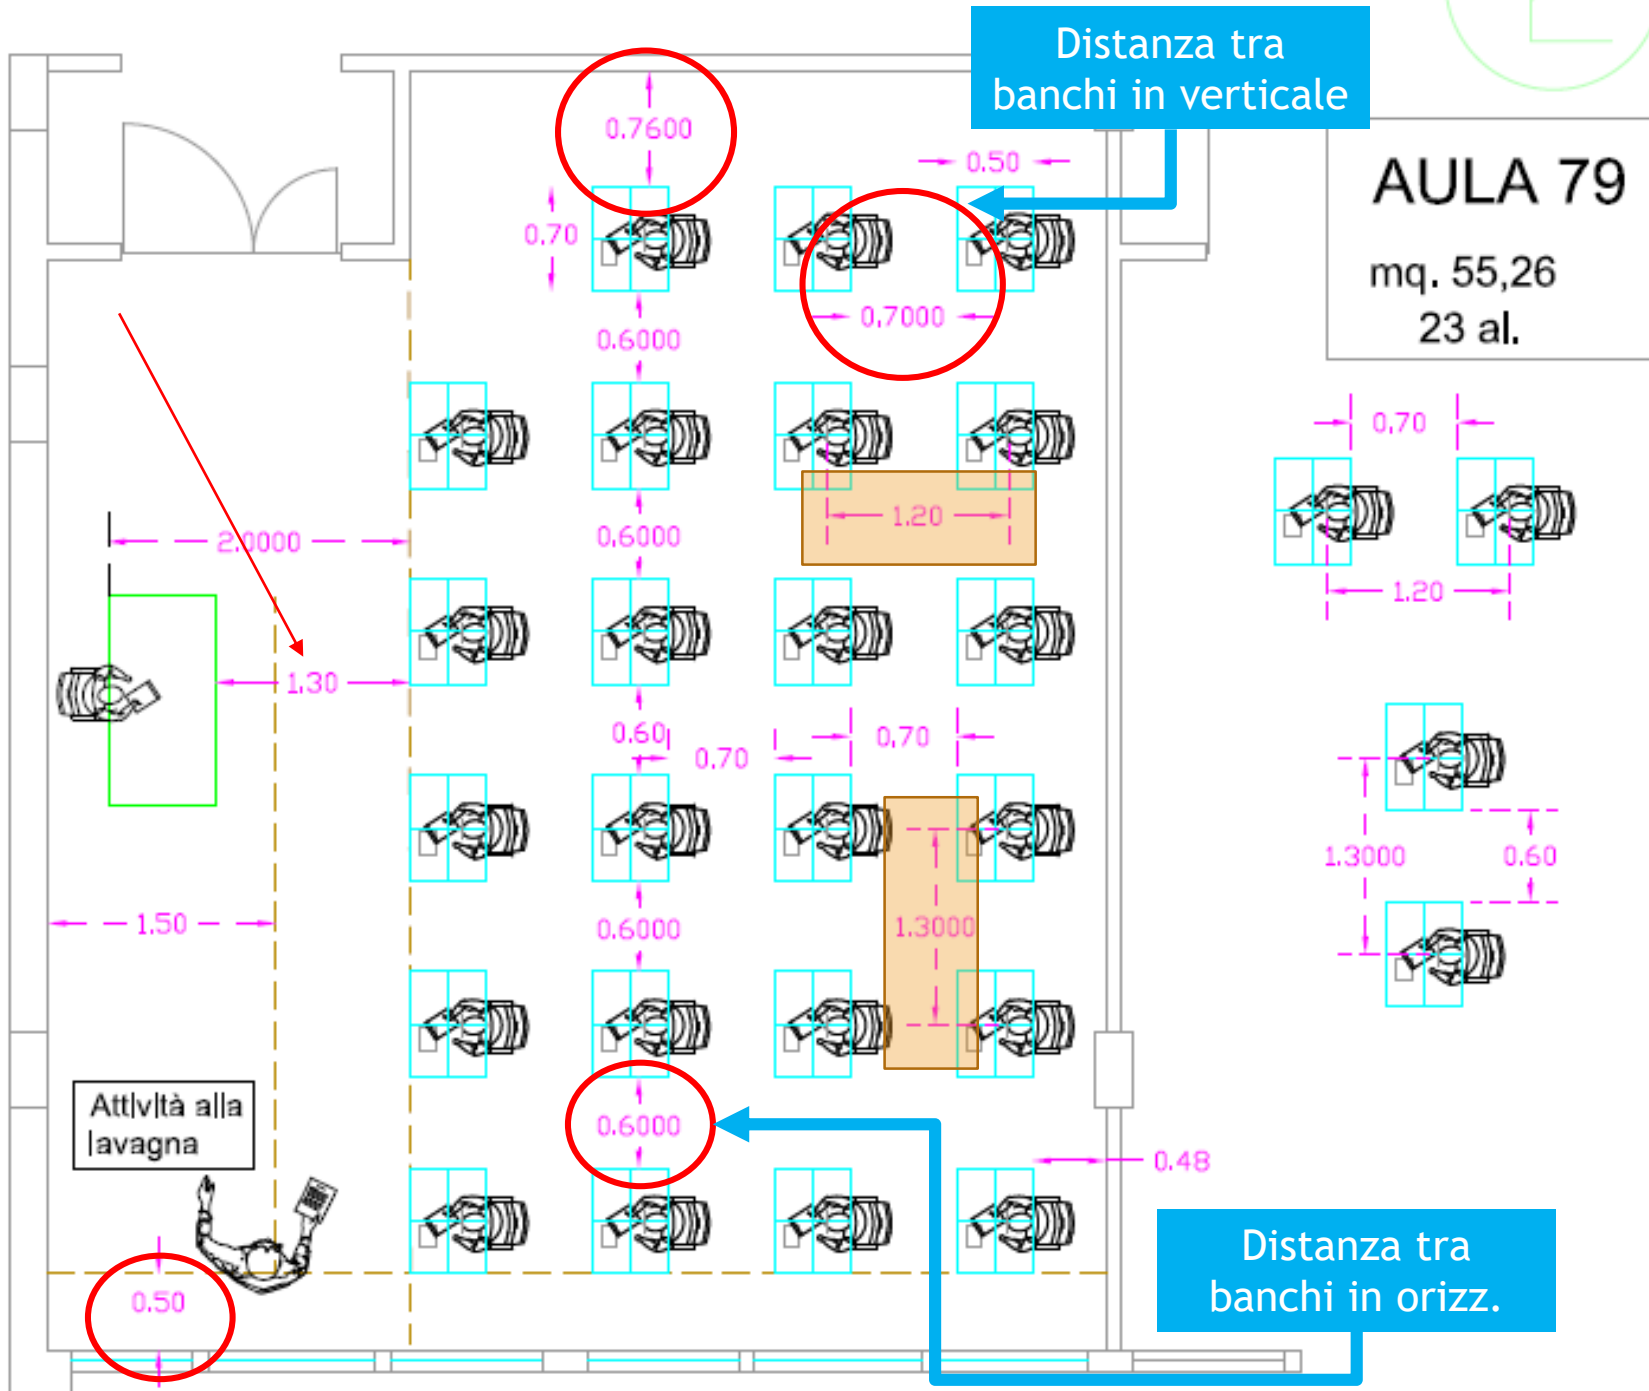 Distanza tra
banchi in verticale
0.7600
0.50
AULA 79
mq. 55,26
23 al.
0.70
0.7000
0.6000
0.70
1.20
2.0000
0.6000
1.20
1.30
0.60
0.70
0.70
1.3000
0.60
1.50
0.6000
1.3000
Attività alla
lavagna
0.6000
0.48
Distanza tra
banchi in orizz.
0.50